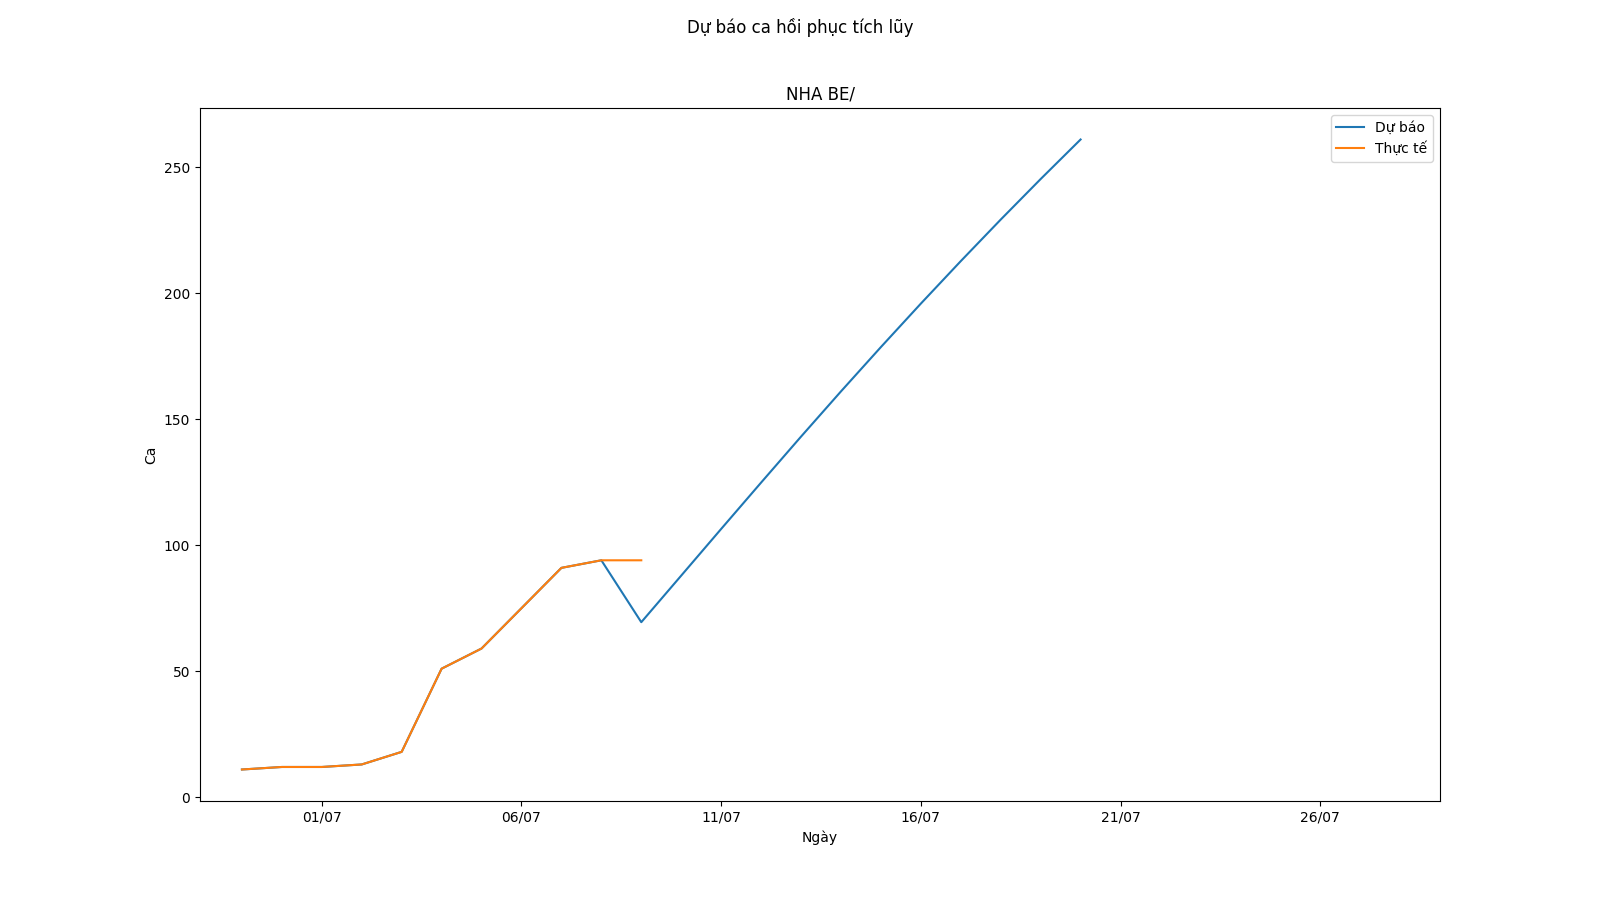 Dự báo ca hồi phục tích lũy
NHA BE/
Dự báo
Thực tế
250
200
150
100
50
0
Ca
01/07 06/07 11/07 16/07 21/07 26/07
Ngày